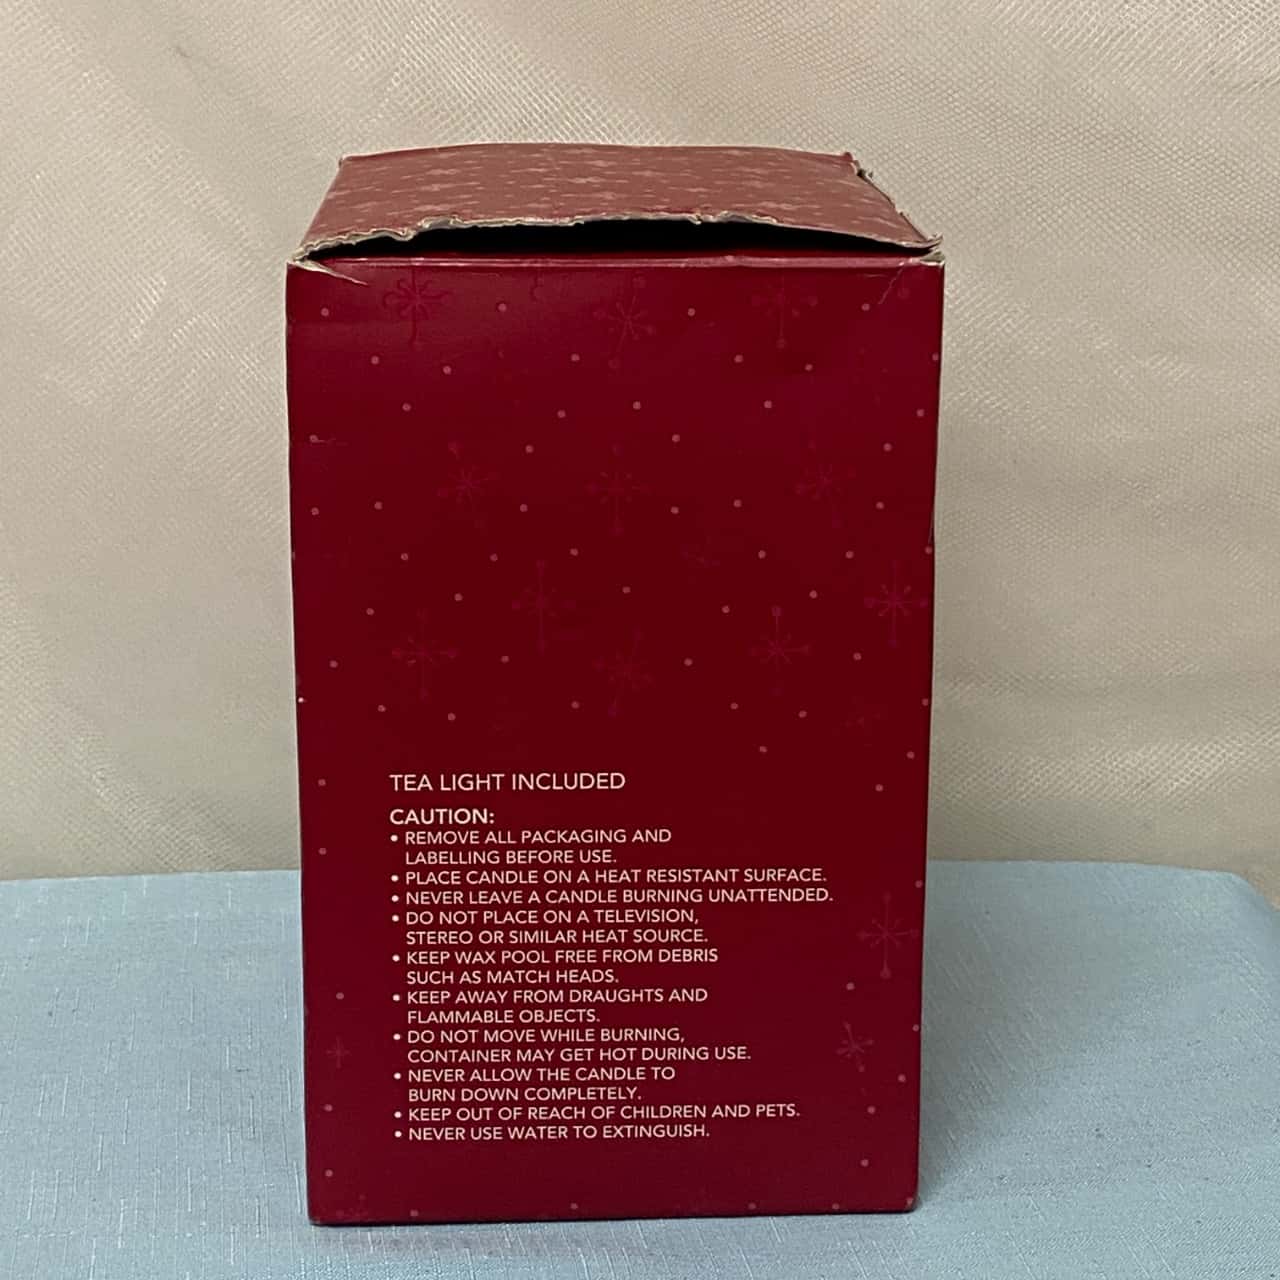 TEA LIGHT INCLUDED
CAUTION:
• REMOVE ALL PACKAGING AND
LABELLING BEFORE USE.
• PLACE CANDLE ON A HEAT RESISTANT SURFACE.
• NEVER LEAVE A CANDLE BURNING UNATTENDED.
• DO NOT PLACE ON A TELEVISION,
STEREO OR SIMILAR HEAT SOURCE.
• KEEP WAX POOL FREE FROM DEBRIS
SUCH AS MATCH HEADS.
• KEEP AWAY FROM DRAUGHTS AND
FLAMMABLE OBJECTS.
• DO NOT MOVE WHILE BURNING,
CONTAINER MAY GET HOT DURING USE.
• NEVER ALLOW THE CANDLE TO
BURN DOWN COMPLETELY.
• KEEP OUT OF REACH OF CHILDREN AND PETS.
• NEVER USE WATER TO EXTINGUISH.